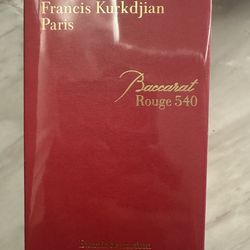 Francis Kurkdjian
Paris
Baccarat
Rouge 540